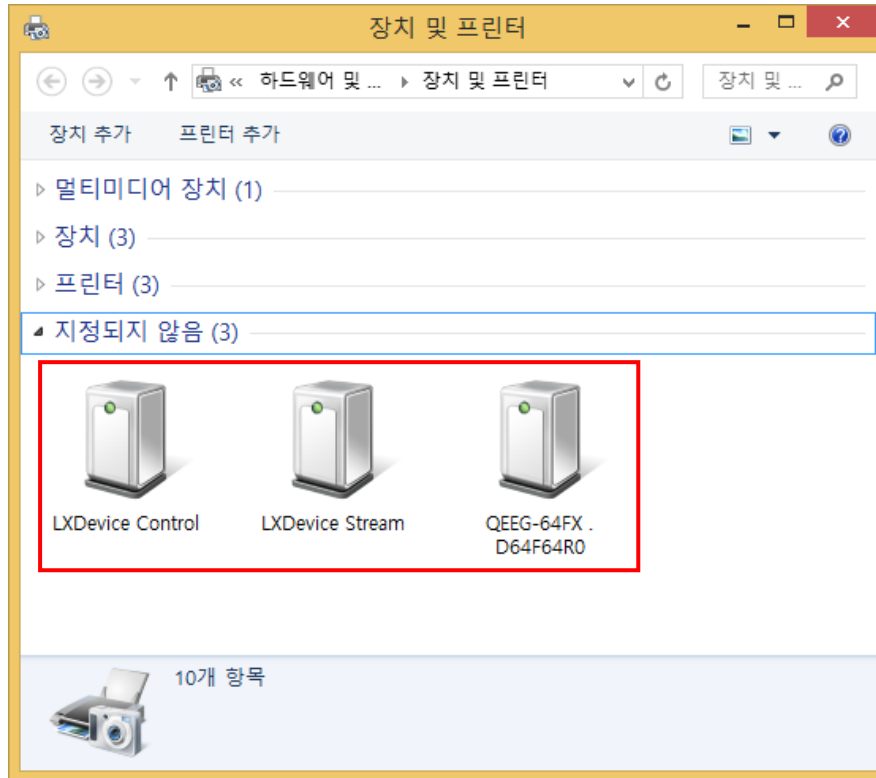 장치 및 프린터
« 하드웨어 및 ... ▸ 장치 및 프린터
장치 및 ...
장치 추가 프린터 추가
멀티미디어 장치 (1)
장치 (3)
프린터 (3)
지정되지 않음 (3)
LXDevice Control
LXDevice Stream
QEEG-64FX .
D64F64R0
10개 항목